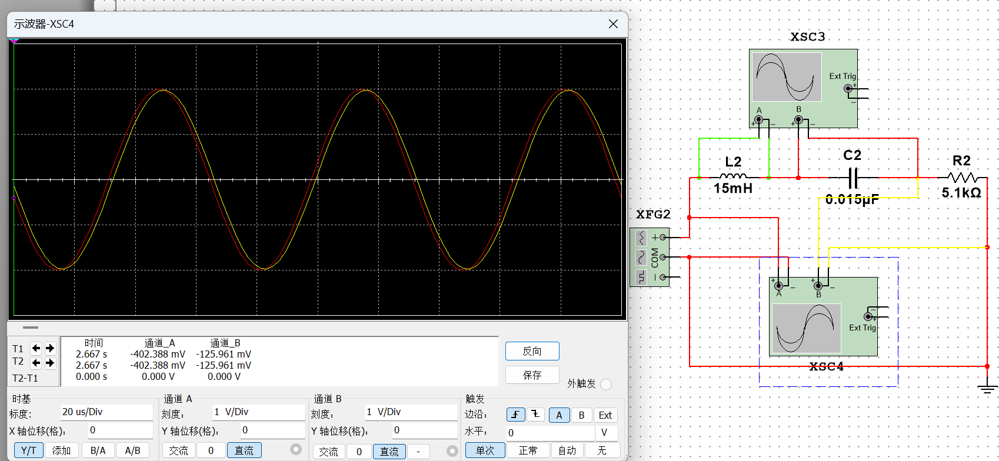 示波器-XSC4
XSC3
Ext Trig
+
−
A
B
+ −
+ −
L2
15mH
C2
0.015µF
R2
5.1kΩ
XFG2
+
COM
−
+ −
+ −
A
B
−
+
Ext Trig
XSC4
时间 通道_A 通道_B
T1 2.667 s -402.388 mV -125.961 mV
T2 2.667 s -402.388 mV -125.961 mV
T2-T1 0.000 s 0.000 V 0.000 V
反向
保存
外触发
时基
标度： 20 us/Div
X 轴位移(格)： 0
Y/T 添加 B/A A/B
通道 A
刻度： 1 V/Div
Y 轴位移(格)： 0
交流 0 直流
通道 B
刻度： 1 V/Div
Y 轴位移(格)： 0
交流 0 直流 -
触发
边沿： A B Ext
水平： 0 V
单次 正常 自动 无